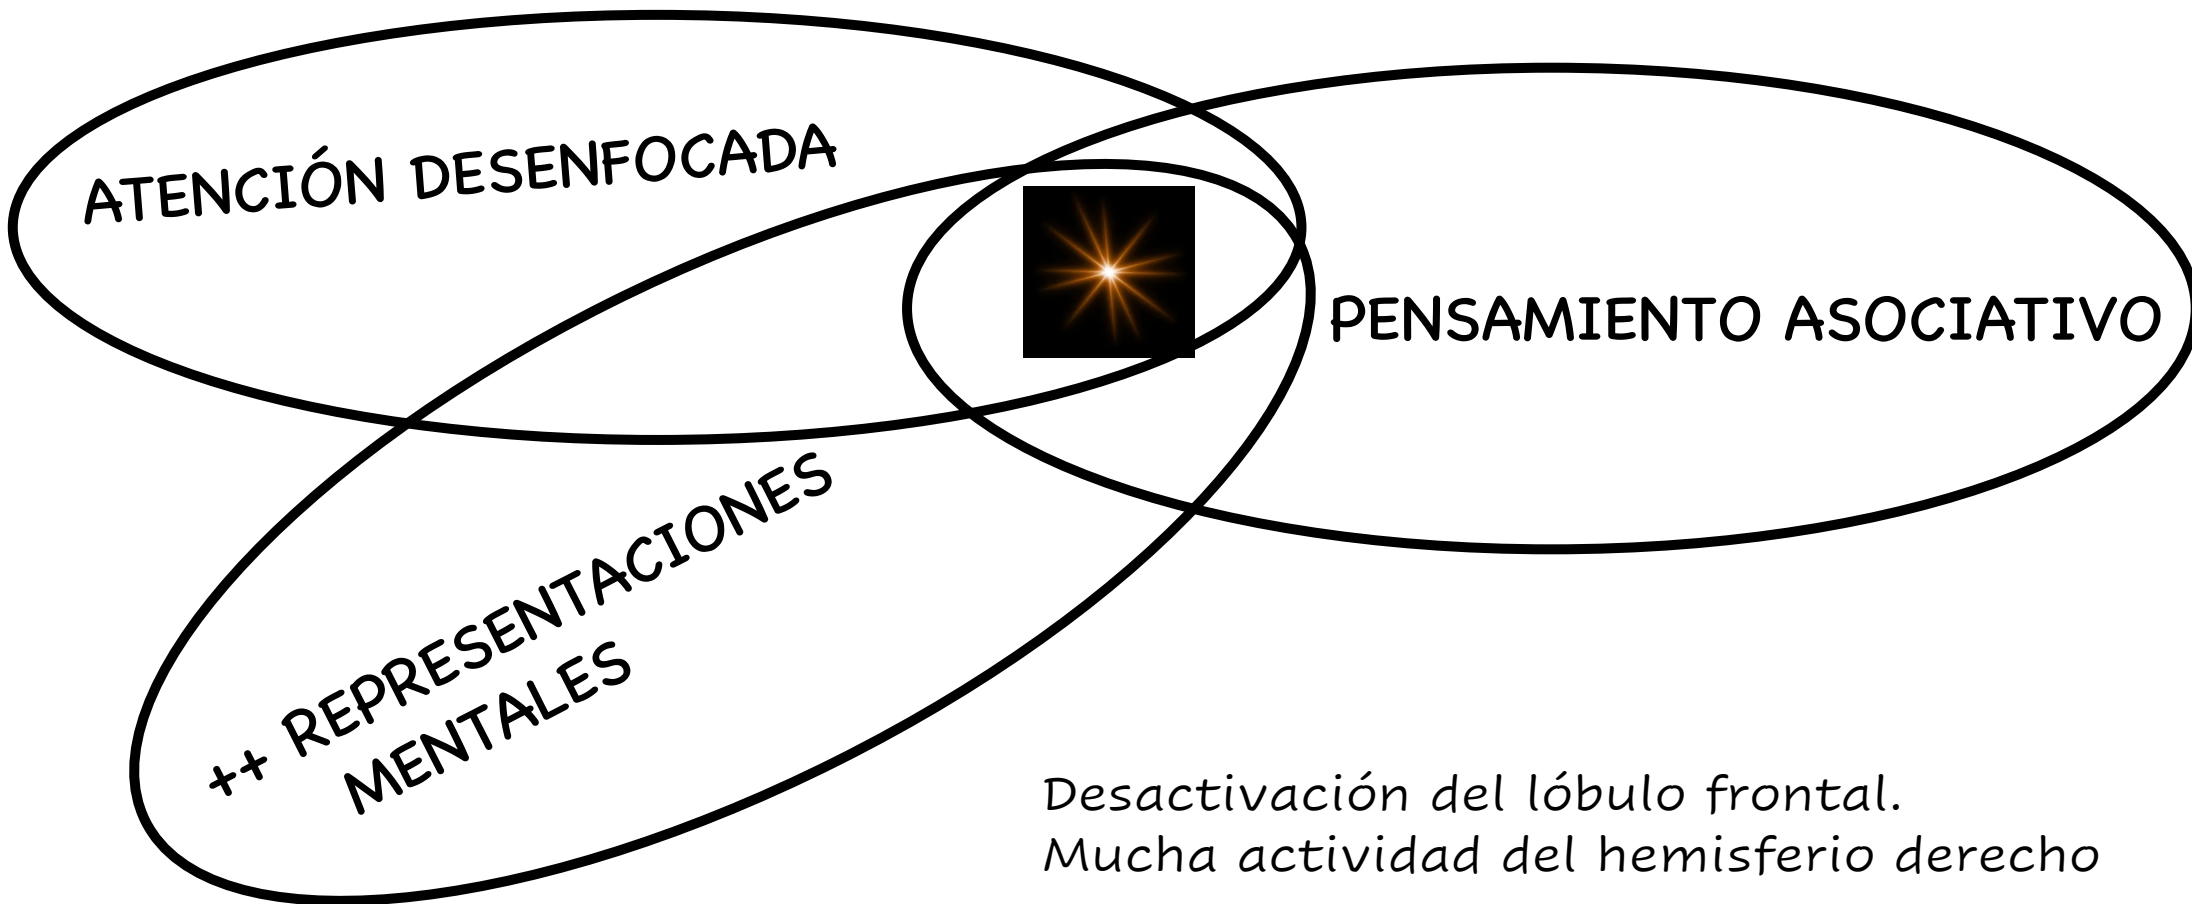 ATENCIÓN DESENFOCADA
PENSAMIENTO ASOCIATIVO
++ REPRESENTACIONES
MENTALES
Desactivación del lóbulo frontal.
Mucha actividad del hemisferio derecho